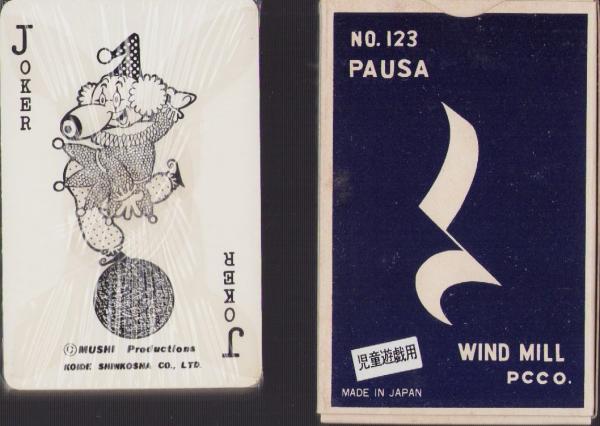 JOKER
JOKER
©MUSHI Productions
KOIDE SHINKOSHA CO., LTD.
NO. 123
PAUSA
児童遊戯用
WIND MILL
PCCO.
MADE IN JAPAN